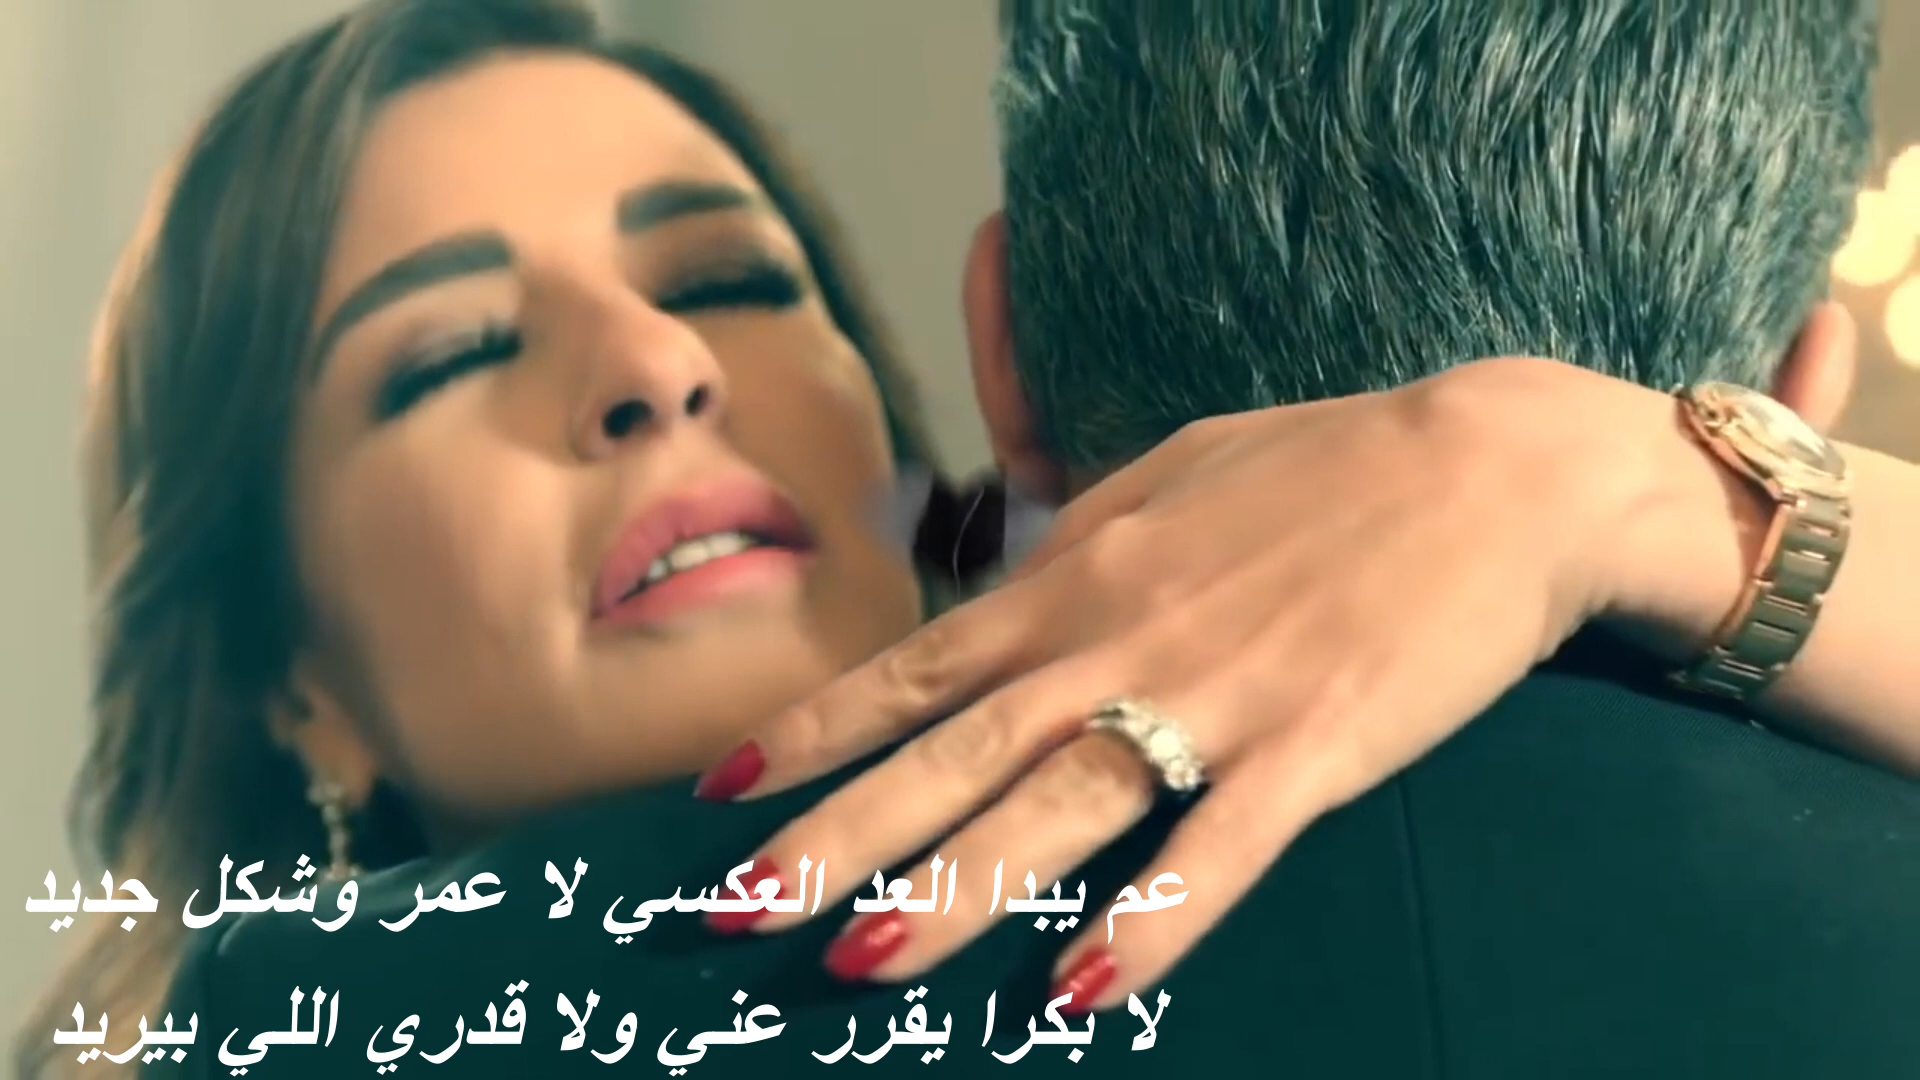 عم يبدا العد العكسي لا عمر وشكل جديد
لا بكرا يقرر عني ولا قدري اللي بيريد